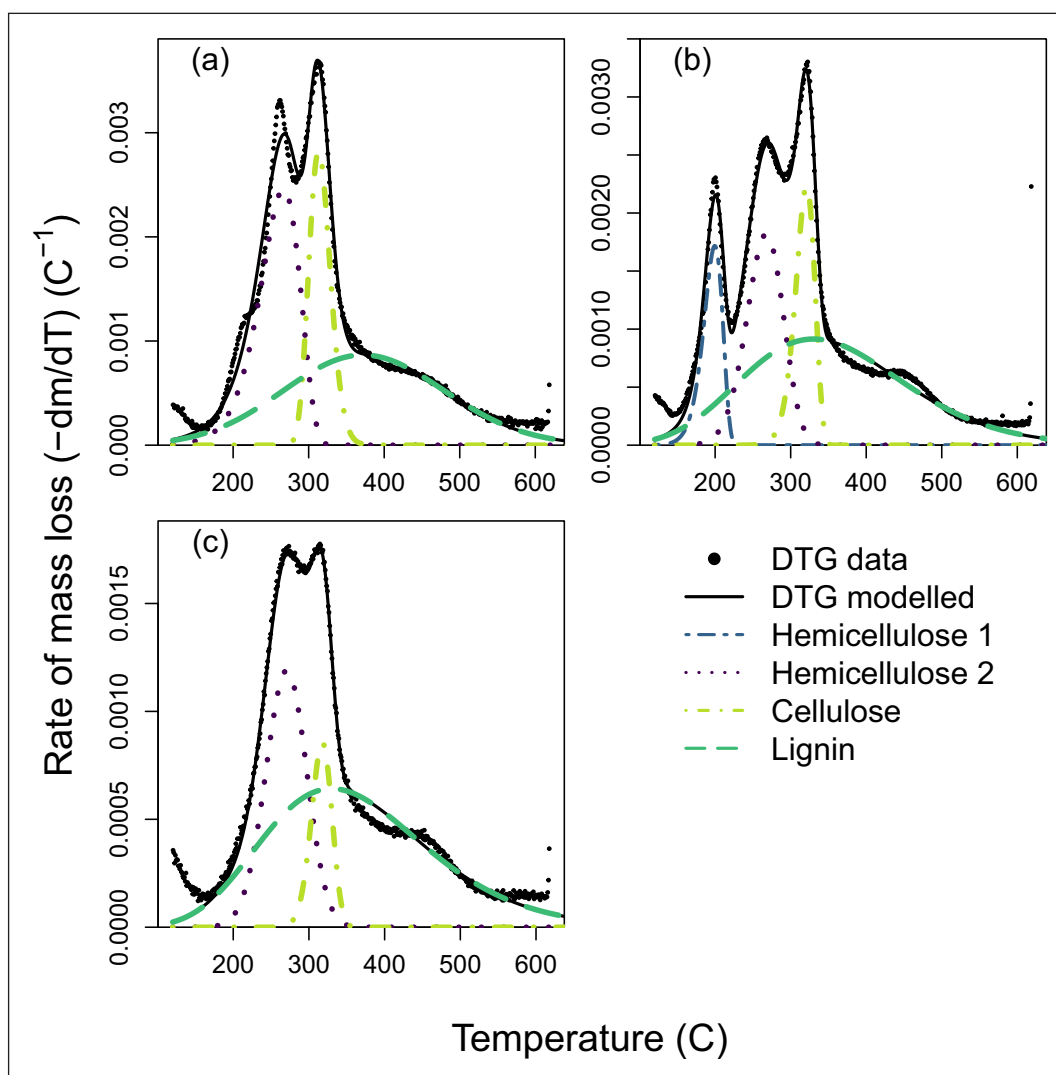 Rate of mass loss (−dm/dT) (C⁻¹)
(a)
0.000
0.001
0.002
0.003
200
300
400
500
600
(b)
0.0000
0.0010
0.0020
0.0030
200
300
400
500
600
(c)
0.0000
0.0005
0.0010
0.0015
200
300
400
500
600
DTG data
DTG modelled
Hemicellulose 1
Hemicellulose 2
Cellulose
Lignin
Temperature (C)